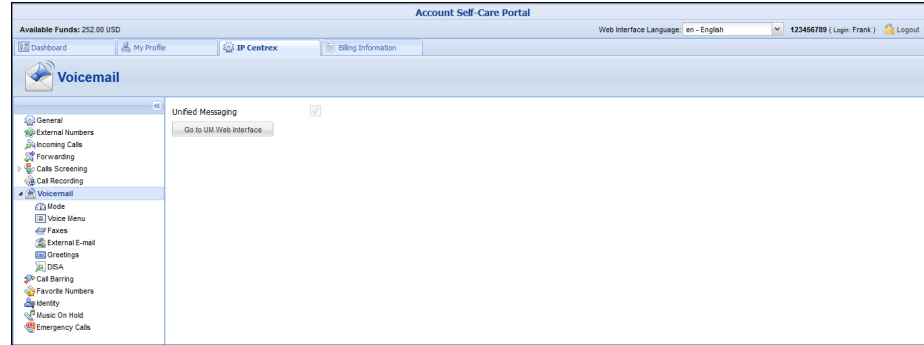 Account Self-Care Portal
Available Funds: 252.00 USD
Web Interface Language: en - English
123456789 ( Login: Frank )
Logout
Dashboard
My Profile
IP Centrex
Billing Information
Voicemail
General
External Numbers
Incoming Calls
Forwarding
Calls Screening
Call Recording
Voicemail
Mode
Voice Menu
Faxes
External E-mail
Greetings
DISA
Call Barring
Favorite Numbers
Identity
Music On Hold
Emergency Calls
Unified Messaging
Go to UM Web Interface